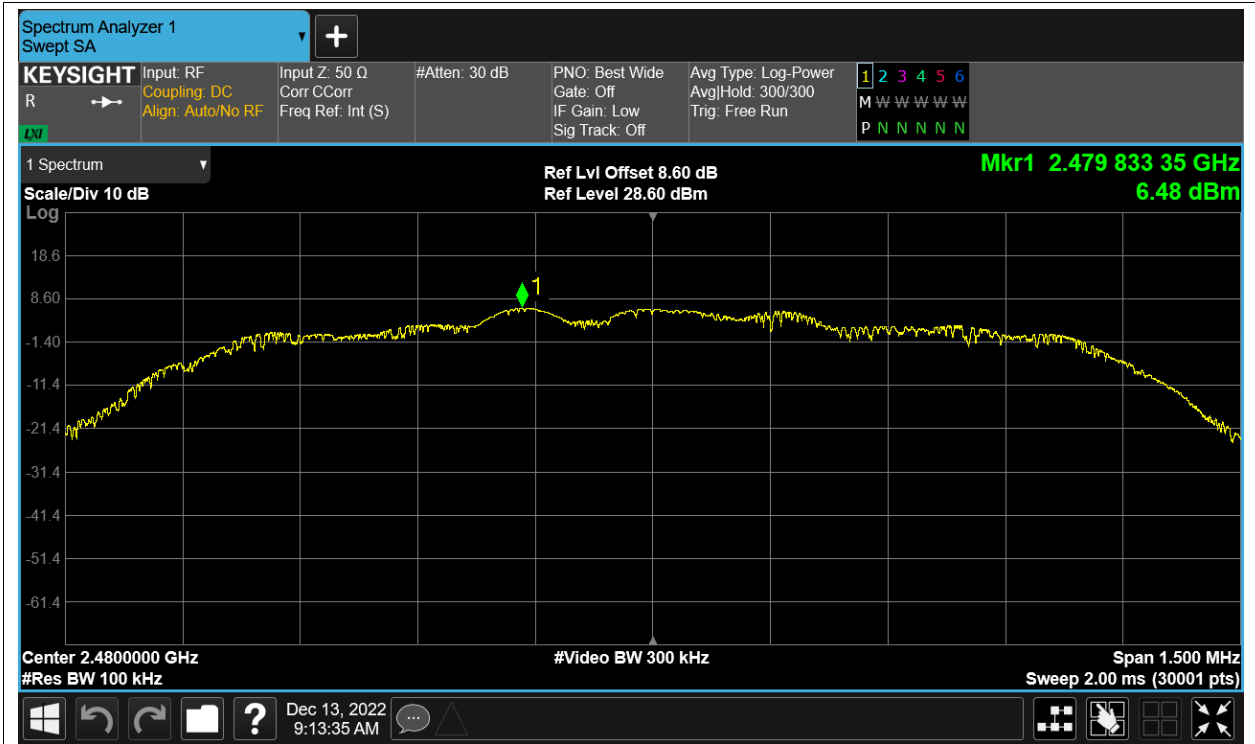 Spectrum Analyzer 1
Swept SA
KEYSIGHT
R
LXI
Input: RF
Coupling: DC
Align: Auto/No RF
Input Z: 50 Ω
Corr CCorr
Freq Ref: Int (S)
#Atten: 30 dB
PNO: Best Wide
Gate: Off
IF Gain: Low
Sig Track: Off
Avg Type: Log-Power
Avg|Hold: 300/300
Trig: Free Run
1 2 3 4 5 6
M W W W W W W
P N N N N N
1 Spectrum
Scale/Div 10 dB
Log
Ref Lvl Offset 8.60 dB
Ref Level 28.60 dBm
Mkr1 2.479 833 35 GHz
6.48 dBm
18.6
8.60
-1.40
-11.4
-21.4
-31.4
-41.4
-51.4
-61.4
1
Center 2.4800000 GHz
#Res BW 100 kHz
#Video BW 300 kHz
Span 1.500 MHz
Sweep 2.00 ms (30001 pts)
?
Dec 13, 2022
9:13:35 AM